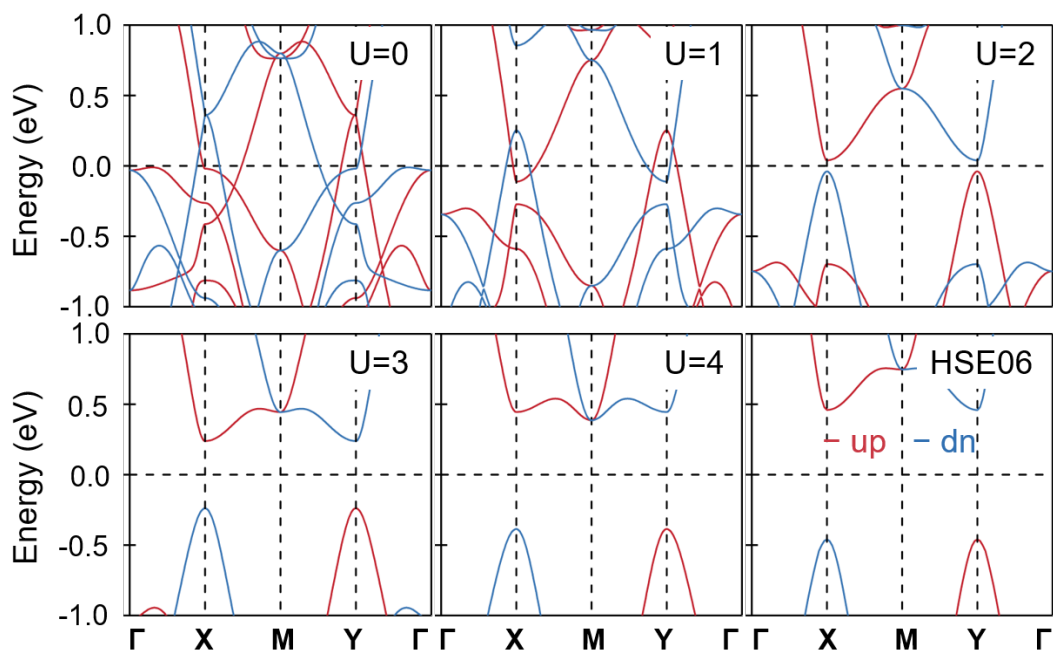 1.0
0.5
0.0
-0.5
-1.0
Energy (eV)
U=0
U=1
U=2
1.0
0.5
0.0
-0.5
-1.0
Energy (eV)
U=3
U=4
HSE06
up dn
Γ X M Y Γ
Γ X M Y Γ
Γ X M Y Γ